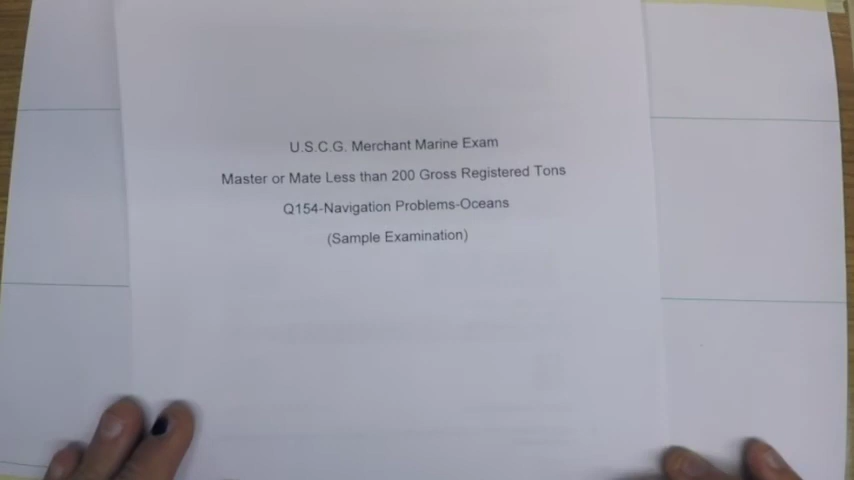 U.S.C.G. Merchant Marine Exam
Master or Mate Less than 200 Gross Registered Tons
Q154-Navigation Problems-Oceans
(Sample Examination)